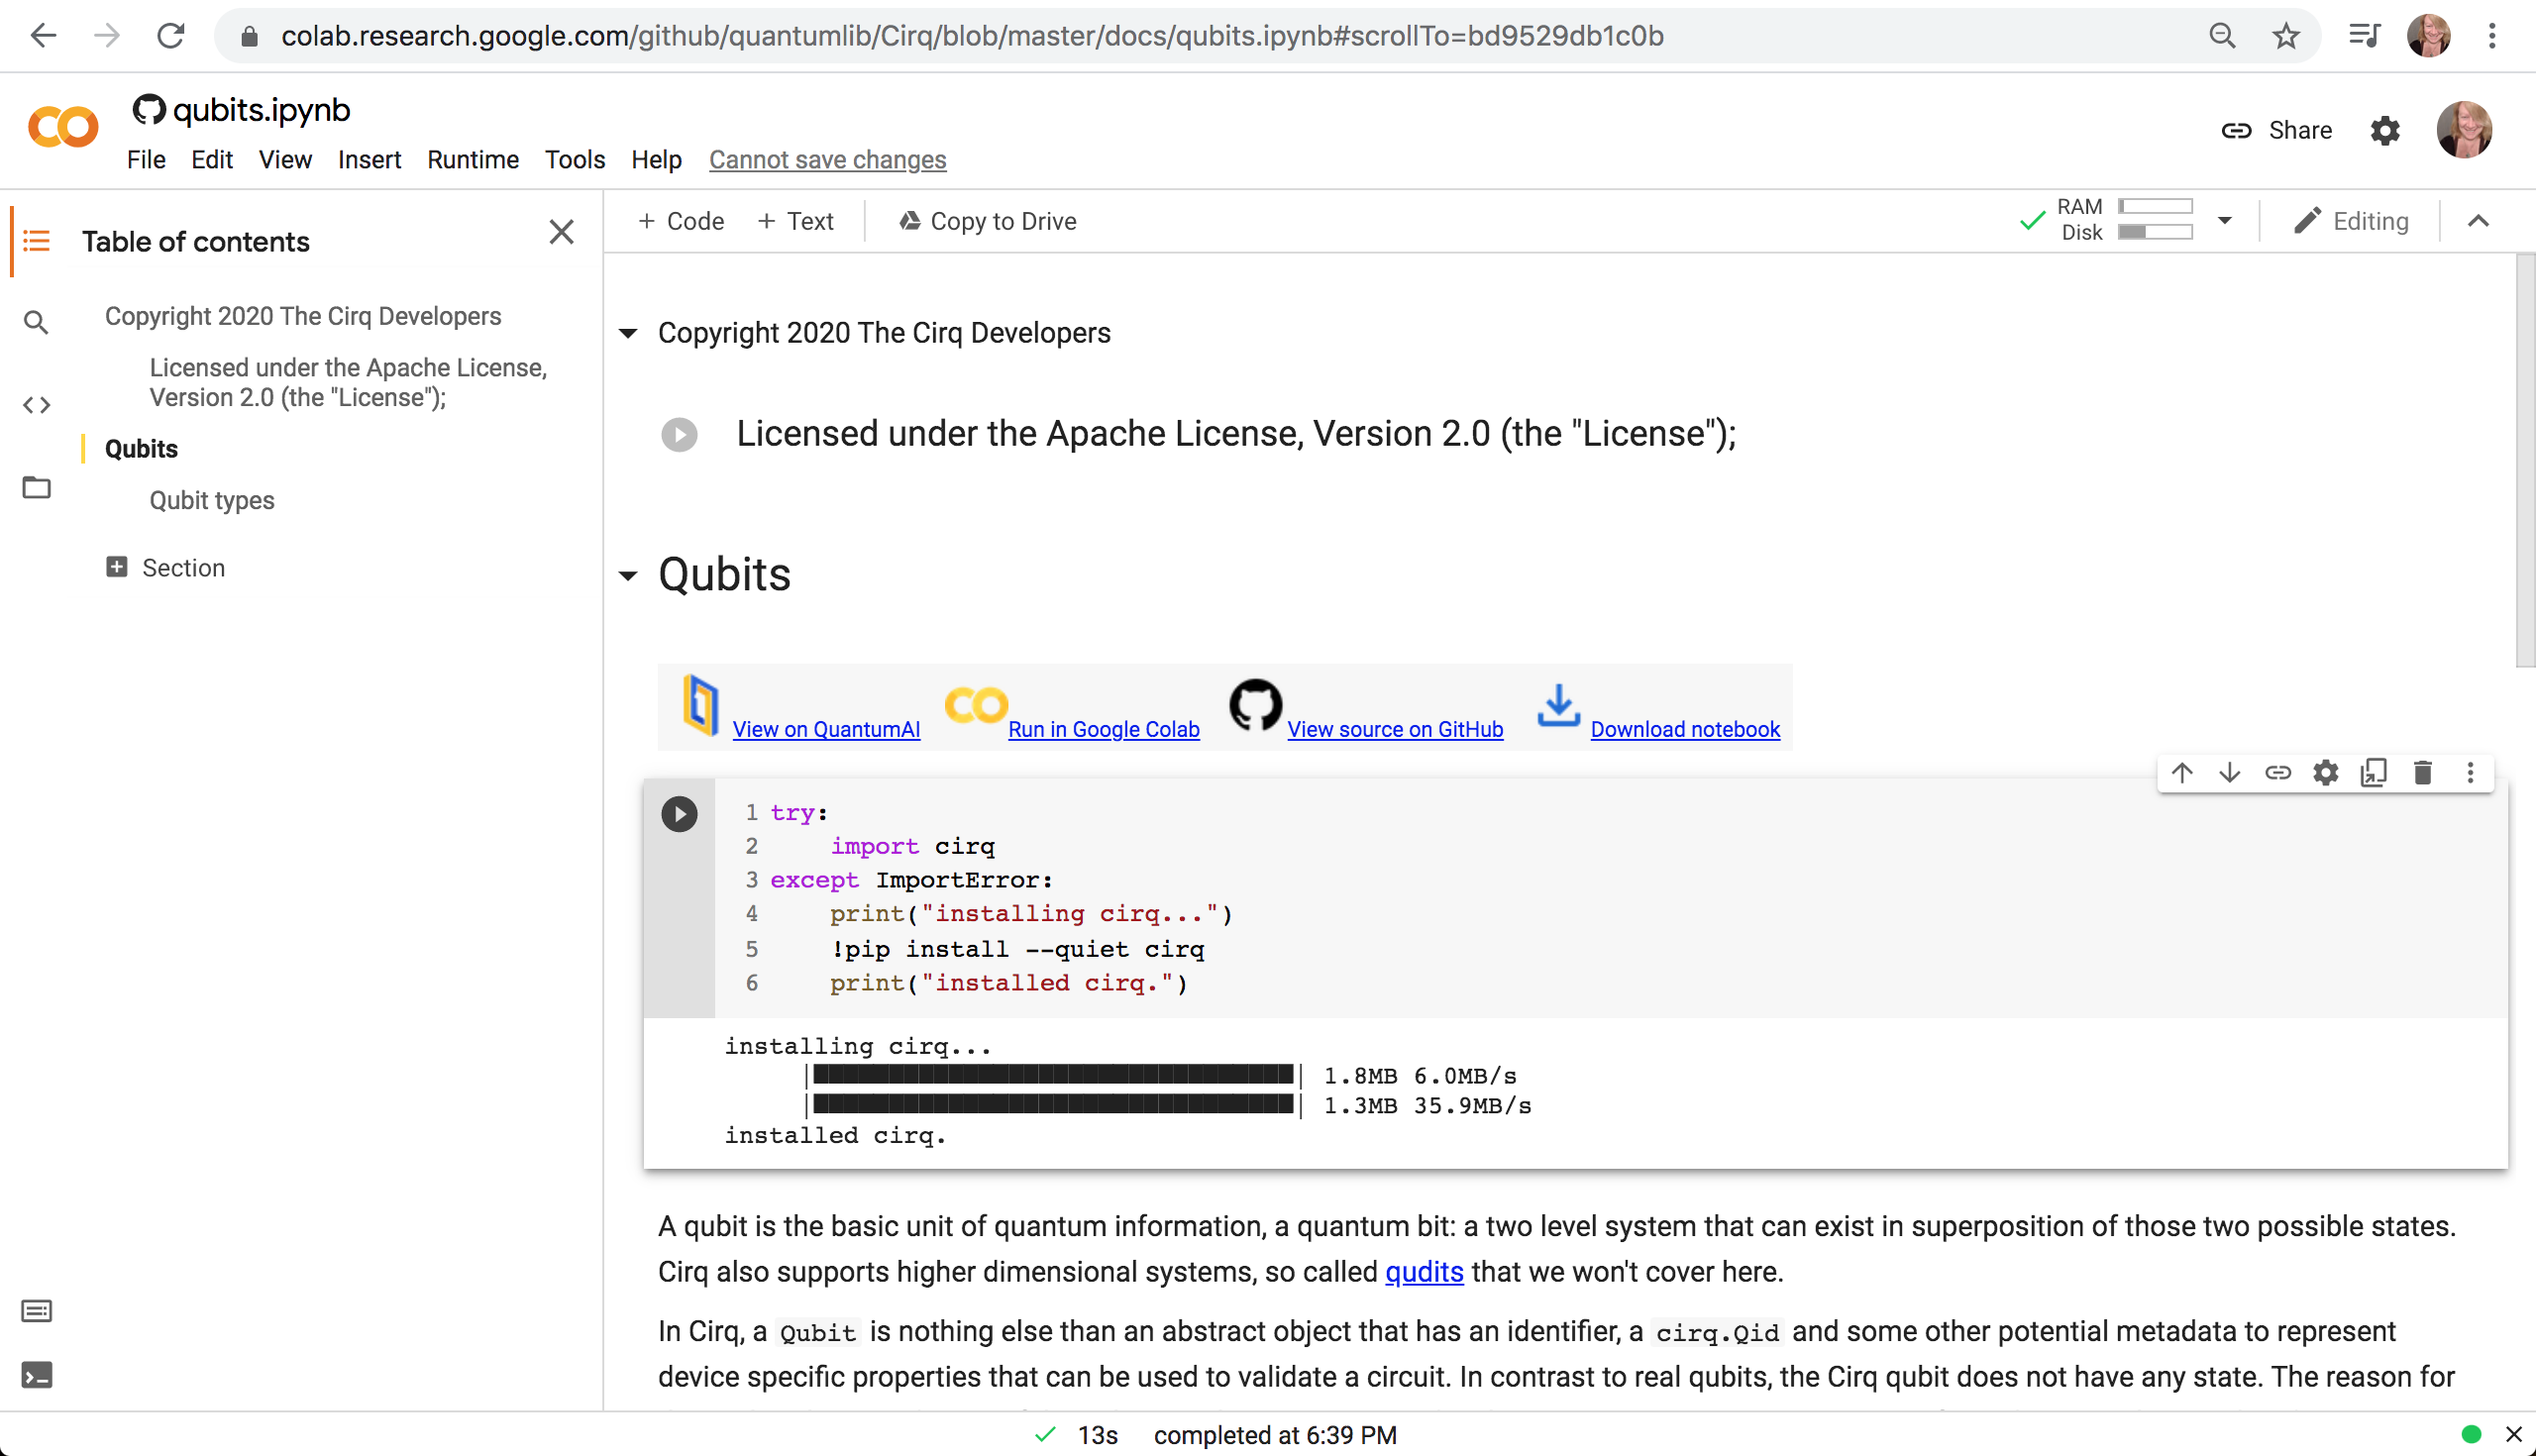 colab.research.google.com/github/quantumlib/Cirq/blob/master/docs/qubits.ipynb#scrollTo=bd9529db1c0b
qubits.ipynb
File Edit View Insert Runtime Tools Help Cannot save changes
Share
Table of contents
Copyright 2020 The Cirq Developers
Licensed under the Apache License,
Version 2.0 (the "License");
Qubits
Qubit types
Section
+ Code + Text Copy to Drive
RAM
Disk
Editing
Copyright 2020 The Cirq Developers
Licensed under the Apache License, Version 2.0 (the "License");
Qubits
View on QuantumAI Run in Google Colab View source on GitHub Download notebook
1 try:
2     import cirq
3 except ImportError:
4     print("installing cirq...")
5     !pip install --quiet cirq
6     print("installed cirq.")
installing cirq...
1.8MB 6.0MB/s
1.3MB 35.9MB/s
installed cirq.
A qubit is the basic unit of quantum information, a quantum bit: a two level system that can exist in superposition of those two possible states.
Cirq also supports higher dimensional systems, so called qudits that we won't cover here.
In Cirq, a Qubit is nothing else than an abstract object that has an identifier, a cirq.Qid and some other potential metadata to represent
device specific properties that can be used to validate a circuit. In contrast to real qubits, the Cirq qubit does not have any state. The reason for
13s completed at 6:39 PM